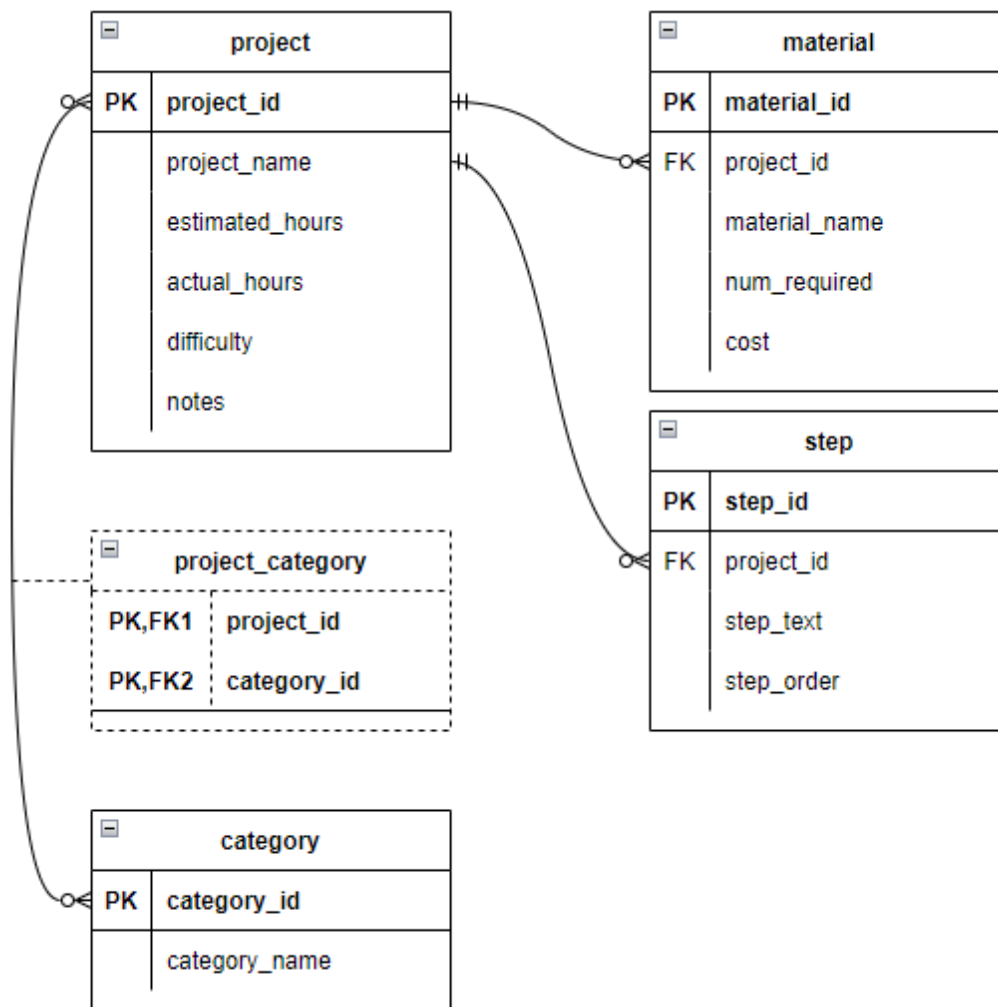 project
PK project_id
project_name
estimated_hours
actual_hours
difficulty
notes
material
PK material_id
FK project_id
material_name
num_required
cost
step
PK step_id
FK project_id
step_text
step_order
project_category
PK,FK1 project_id
PK,FK2 category_id
category
PK category_id
category_name